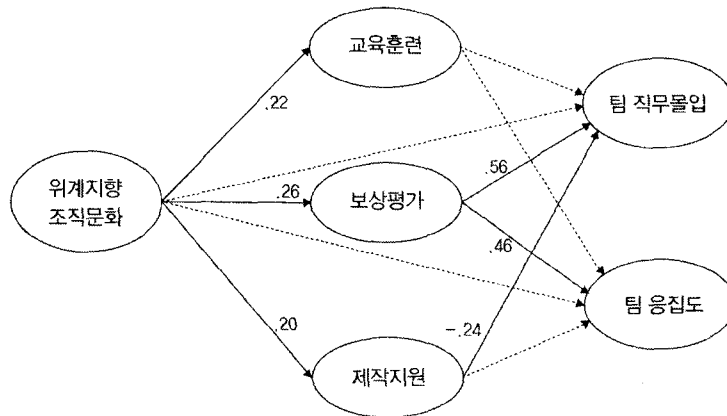 교육훈련
팀 직무몰입
.22
.56
위계지향
조직문화
.26
보상평가
.46
팀 응집도
.20
-.24
제작지원